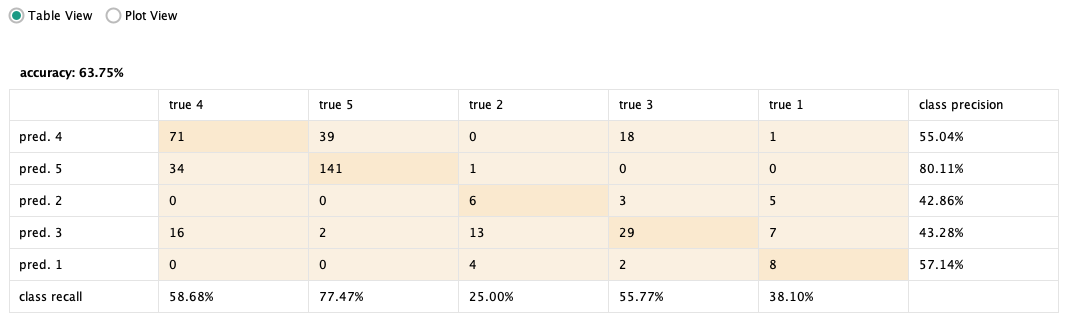 Table View Plot View
accuracy: 63.75%
true 4 true 5 true 2 true 3 true 1 class precision
pred. 4 71 39 0 18 1 55.04%
pred. 5 34 141 1 0 0 80.11%
pred. 2 0 0 6 3 5 42.86%
pred. 3 16 2 13 29 7 43.28%
pred. 1 0 0 4 2 8 57.14%
class recall 58.68% 77.47% 25.00% 55.77% 38.10%